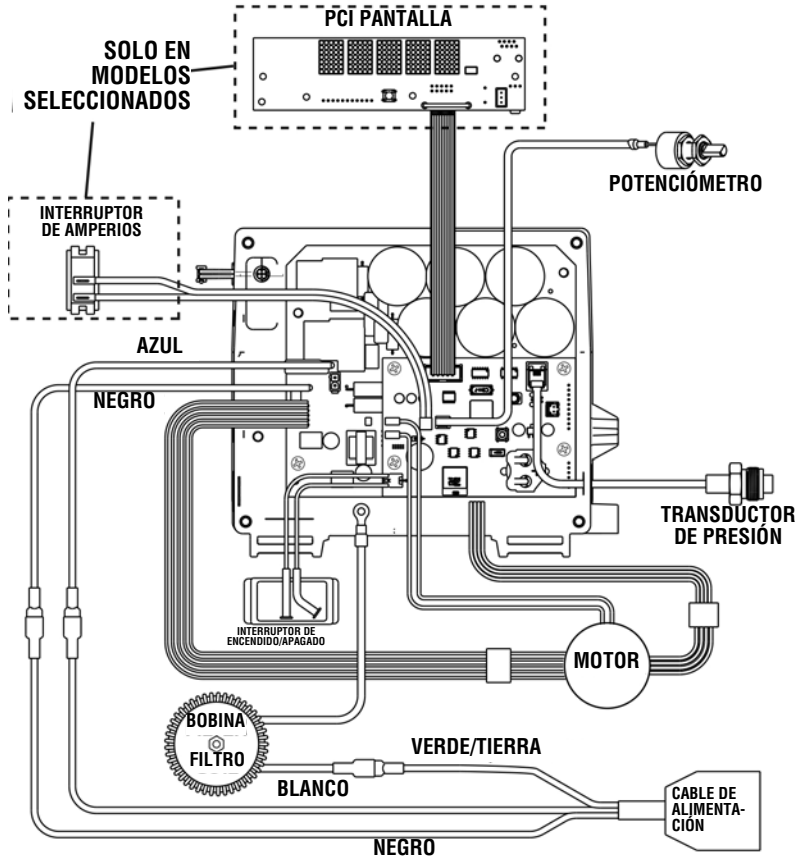 PCI PANTALLA
SOLO EN
MODELOS
SELECCIONADOS
POTENCIÓMETRO
INTERRUPTOR
DE AMPERIOS
AZUL
NEGRO
TRANSDUCTOR
DE PRESIÓN
INTERRUPTOR DE
ENCENDIDO/APAGADO
MOTOR
BOBINA
FILTRO
VERDE/TIERRA
BLANCO
CABLE DE
ALIMENTA-
CIÓN
NEGRO